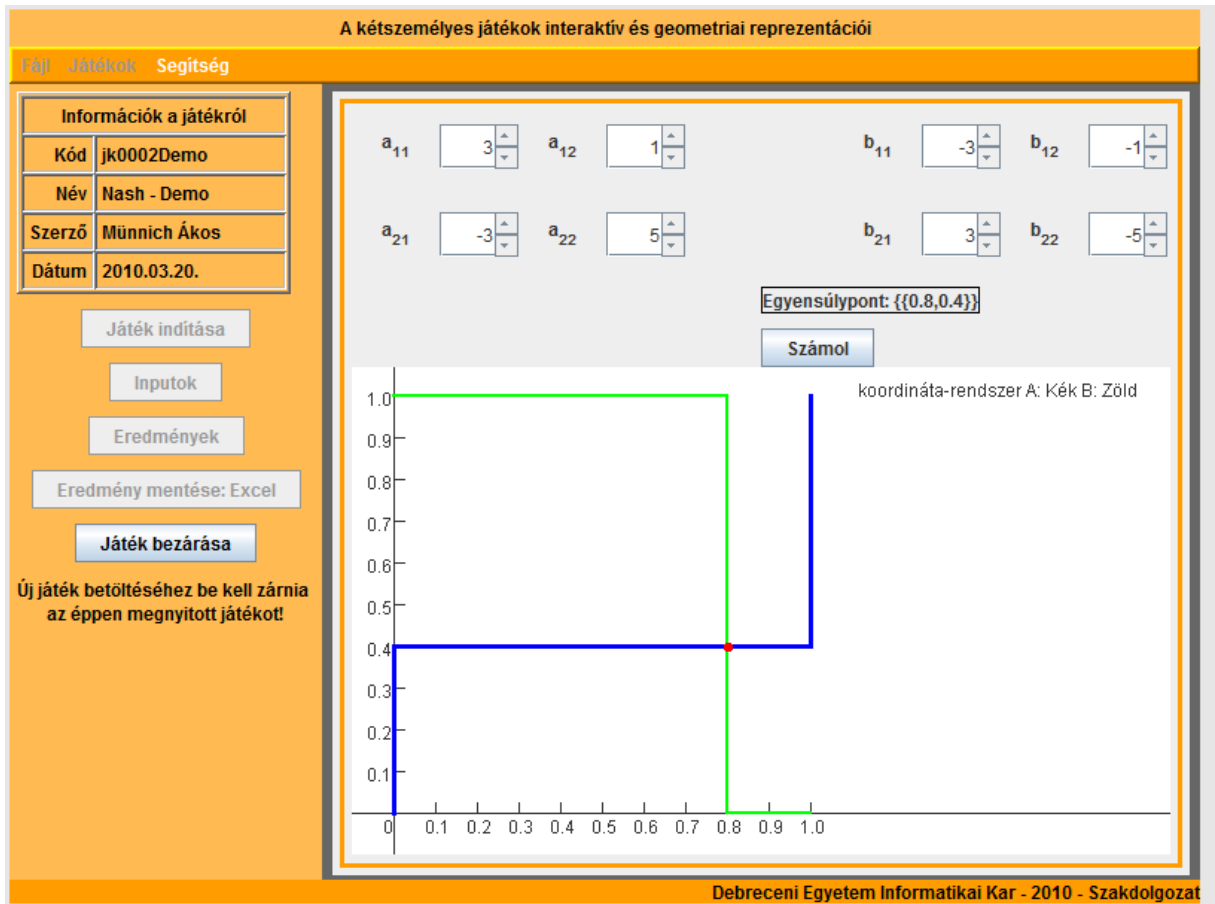 A kétszemélyes játékok interaktív és geometriai reprezentációi
Fájl Játékok Segítség
Információk a játékról
Kód jk0002Demo
Név Nash - Demo
Szerző Münnich Ákos
Dátum 2010.03.20.
Játék indítása
Inputok
Eredmények
Eredmény mentése: Excel
Játék bezárása
Új játék betöltéséhez be kell zárnia
az éppen megnyitott játékot!
a11 3 a12 1 b11 -3 b12 -1
a21 -3 a22 5 b21 3 b22 -5
Egyensúlypont: {{0.8,0.4}}
Számol
koordináta-rendszer A: Kék B: Zöld
1.0
0.9
0.8
0.7
0.6
0.5
0.4
0.3
0.2
0.1
0 0.1 0.2 0.3 0.4 0.5 0.6 0.7 0.8 0.9 1.0
Debreceni Egyetem Informatikai Kar - 2010 - Szakdolgozat